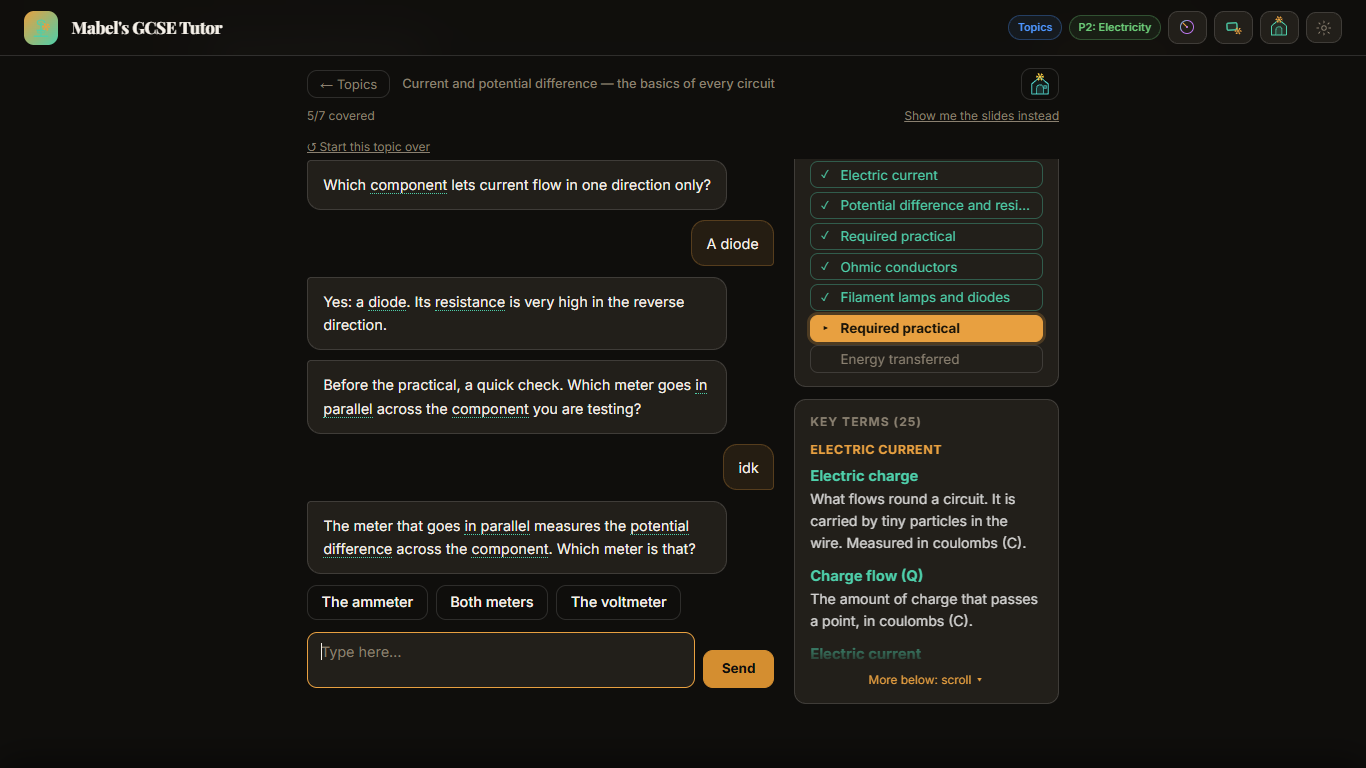 Mabel's GCSE Tutor
Topics
P2: Electricity
← Topics
Current and potential difference — the basics of every circuit
5/7 covered
Show me the slides instead
↺ Start this topic over
Which component lets current flow in one direction only?
A diode
Yes: a diode. Its resistance is very high in the reverse
direction.
Before the practical, a quick check. Which meter goes in
parallel across the component you are testing?
idk
The meter that goes in parallel measures the potential
difference across the component. Which meter is that?
The ammeter
Both meters
The voltmeter
Type here...
Send
✓ Electric current
✓ Potential difference and resi...
✓ Required practical
✓ Ohmic conductors
✓ Filament lamps and diodes
▸ Required practical
Energy transferred
KEY TERMS (25)
ELECTRIC CURRENT
Electric charge
What flows round a circuit. It is
carried by tiny particles in the
wire. Measured in coulombs (C).
Charge flow (Q)
The amount of charge that passes
a point, in coulombs (C).
Electric current
More below: scroll ▾